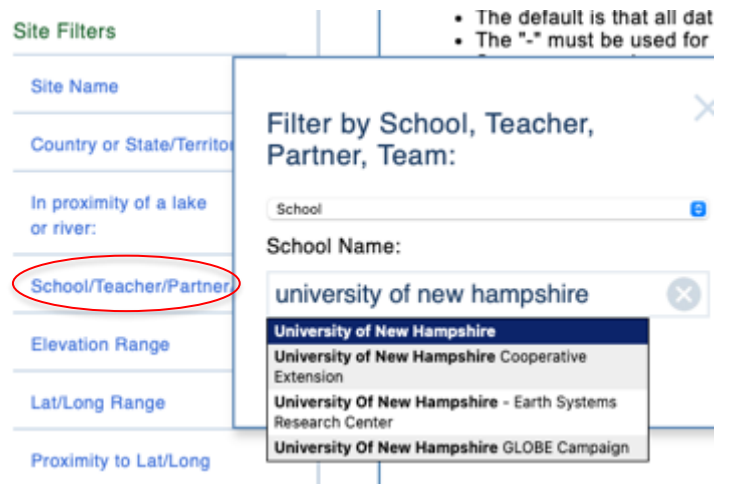 Site Filters
Site Name
Country or State/Territo
In proximity of a lake
or river:
School/Teacher/Partner
Elevation Range
Lat/Long Range
Proximity to Lat/Long
• The default is that all dat
• The "-" must be used for
Filter by School, Teacher,
Partner, Team:
School
School Name:
university of new hampshire
University of New Hampshire
University of New Hampshire Cooperative
Extension
University Of New Hampshire - Earth Systems
Research Center
University Of New Hampshire GLOBE Campaign